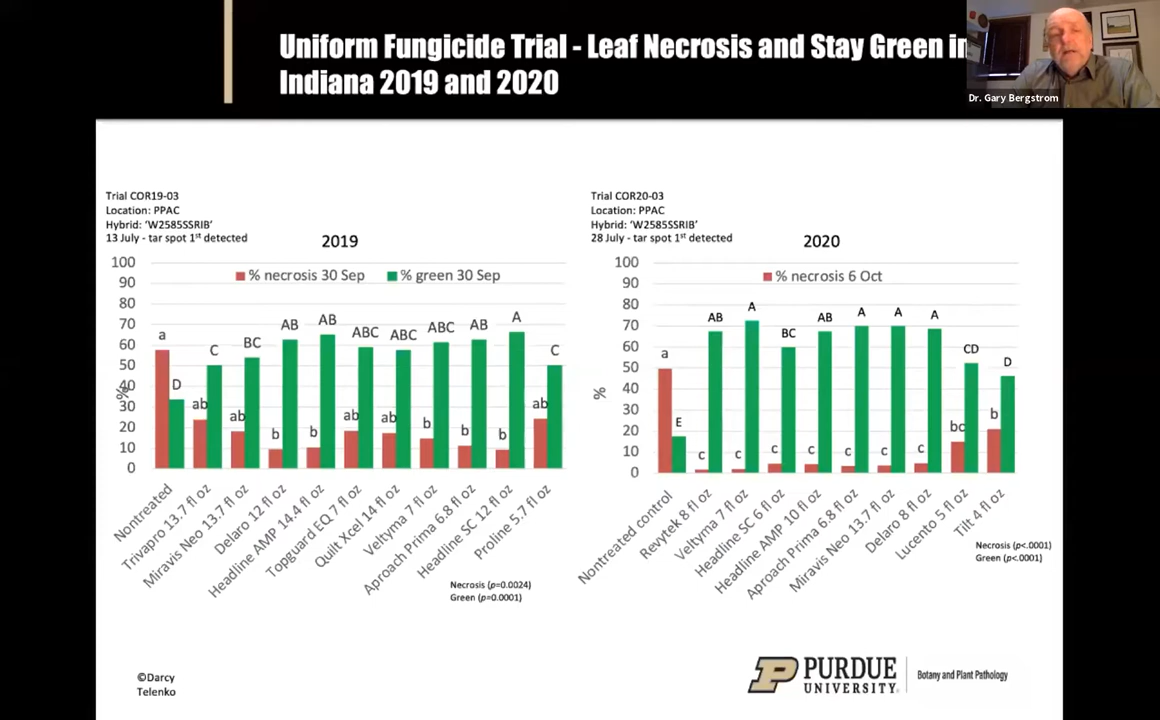 Uniform Fungicide Trial - Leaf Necrosis and Stay Green in
Indiana 2019 and 2020
Dr. Gary Bergstrom
Trial COR19-03
Location: PPAC
Hybrid: ‘W2585SSRIB’
13 July - tar spot 1st detected
2019
% necrosis 30 Sep
% green 30 Sep
%
100
90
80
70
60
50
40
30
20
10
0
a
D
ab
C
ab
BC
b
AB
b
AB
ab
ABC
ab
ABC
b
ABC
b
AB
b
A
ab
C
Nontreated
Trivapro 13.7 fl oz
Miravis Neo 13.7 fl oz
Delaro 12 fl oz
Headline AMP 14.4 fl oz
Topguard EQ 7 fl oz
Quilt Xcel 14 fl oz
Veltyma 7 fl oz
Aproach Prima 6.8 fl oz
Headline SC 12 fl oz
Proline 5.7 fl oz
Necrosis (p=0.0024)
Green (p=0.0001)
Trial COR20-03
Location: PPAC
Hybrid: ‘W2585SSRIB’
28 July - tar spot 1st detected
2020
% necrosis 6 Oct
%
100
90
80
70
60
50
40
30
20
10
0
a
E
c
AB
c
A
c
BC
c
AB
c
A
c
A
c
A
bc
CD
b
D
Nontreated control
Revytek 8 fl oz
Veltyma 7 fl oz
Headline SC 6 fl oz
Headline AMP 10 fl oz
Aproach Prima 6.8 fl oz
Miravis Neo 13.7 fl oz
Delaro 8 fl oz
Lucento 5 fl oz
Tilt 4 fl oz
Necrosis (p<.0001)
Green (p<.0001)
©Darcy
Telenko
PURDUE
UNIVERSITY®
Botany and Plant Pathology